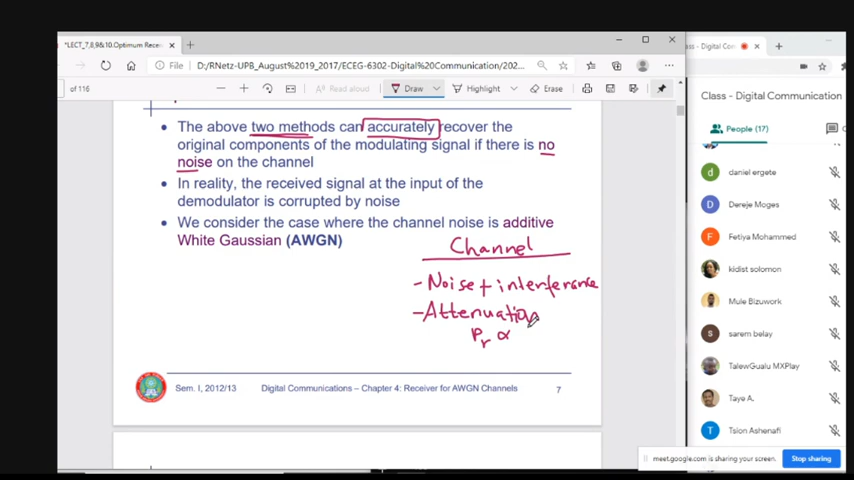 *LECT_7,8,9&10.Optimum Rece
ass - Digital Com
File
D:/RNetz-UPB_August%2019_2017/ECEG-6302-Digital%20Communication/202...
of 116
Read aloud
Draw
Highlight
Erase
Class - Digital Communication
People (17)
The above two methods can accurately recover the
original components of the modulating signal if there is no
noise on the channel
In reality, the received signal at the input of the
demodulator is corrupted by noise
We consider the case where the channel noise is additive
White Gaussian (AWGN)
Channel
- Noise + interference
- Attenuation
Pr ∝
Sem. I, 2012/13
Digital Communications – Chapter 4: Receiver for AWGN Channels
7
daniel ergete
D
Dereje Moges
F
Fetiya Mohammed
kidist solomon
Mule Bizuwork
s
sarem belay
TalewGualu MXPlay
Taye A.
T
Tsion Ashenafi
meet.google.com is sharing your screen.
Stop sharing